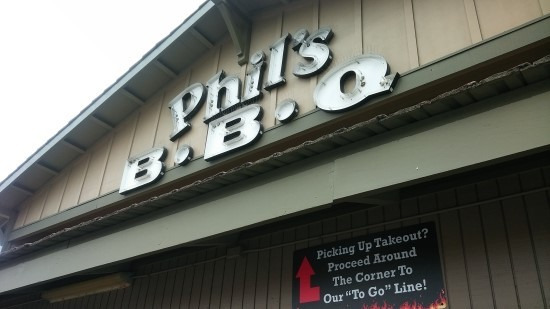 Phil's
B.B.Q
Picking Up Takeout?
Proceed Around
The Corner To
Our "To Go" Line!